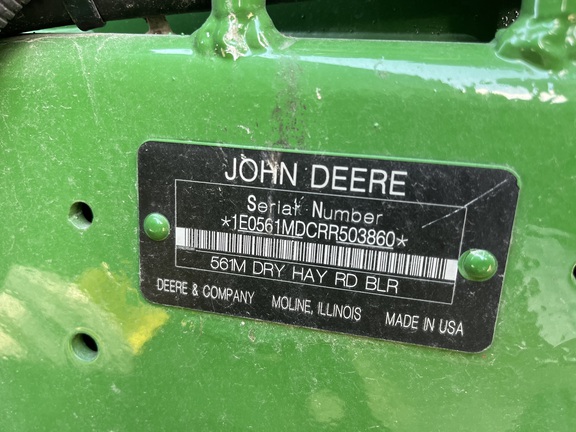 JOHN DEERE
Serial Number
*1E0561MDCRR503860*
561M DRY HAY RD BLR
DEERE & COMPANY MOLINE, ILLINOIS MADE IN USA